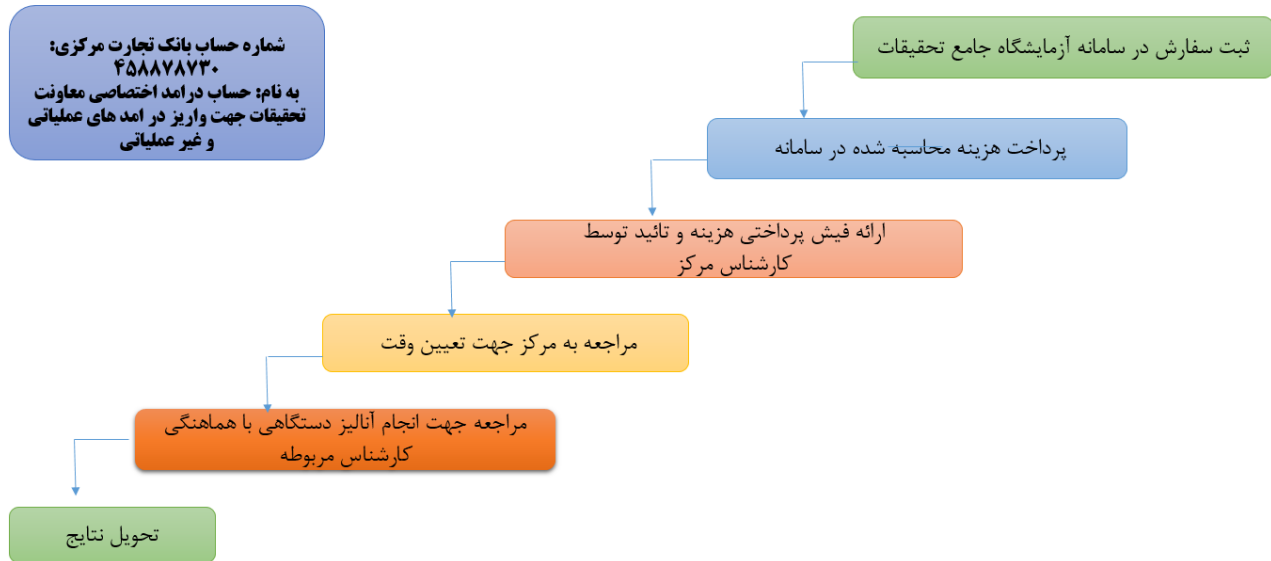 شماره حساب بانک تجارت مرکزی:
۴۵۸۸۷۸۷۳۰
به نام: حساب درامد اختصاصی معاونت
تحقیقات جهت واریز در امد های عملیاتی
و غیر عملیاتی
ثبت سفارش در سامانه آزمایشگاه جامع تحقیقات
پرداخت هزینه محاسبه شده در سامانه
ارائه فیش پرداختی هزینه و تائید توسط
کارشناس مرکز
مراجعه به مرکز جهت تعیین وقت
مراجعه جهت انجام آنالیز دستگاهی با هماهنگی
کارشناس مربوطه
تحویل نتایج